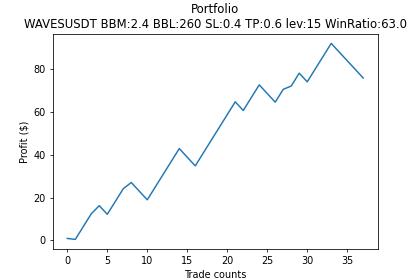 Portfolio
WAVESUSDT BBM:2.4 BBL:260 SL:0.4 TP:0.6 lev:15 WinRatio:63.0
80
60
40
20
0
Profit ($)
0 5 10 15 20 25 30 35
Trade counts